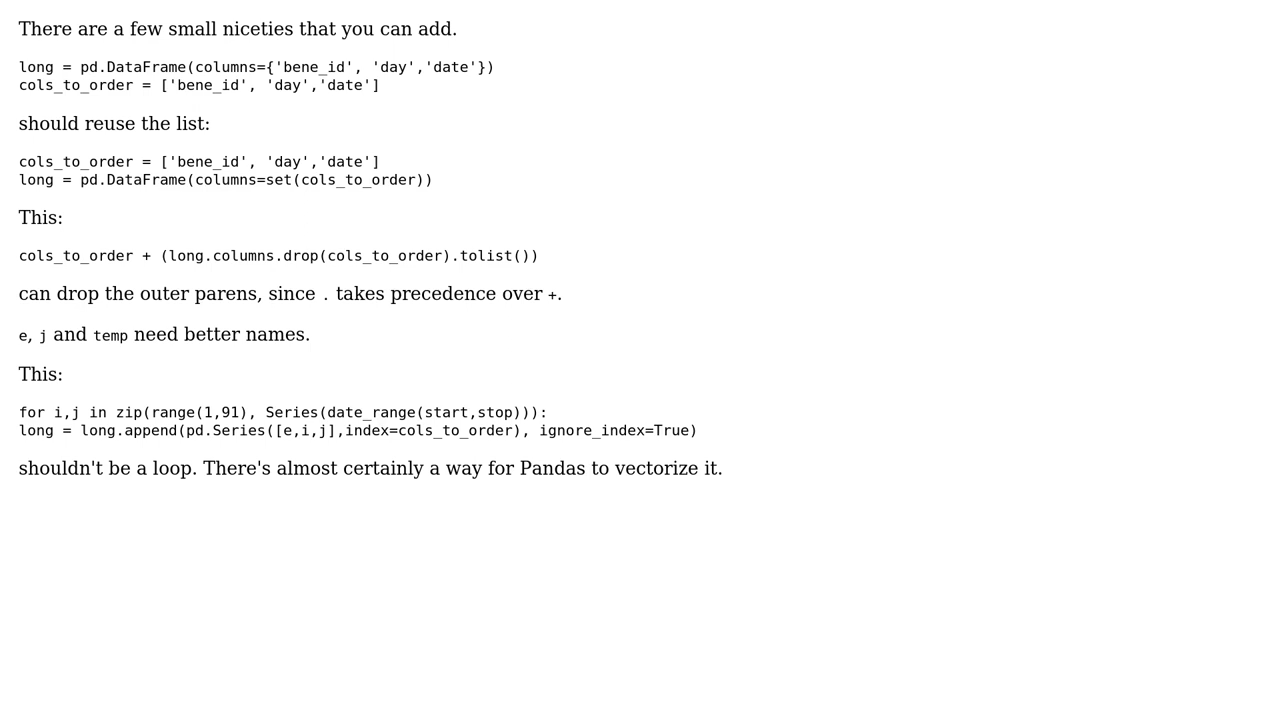 There are a few small niceties that you can add.
long = pd.DataFrame(columns={'bene_id', 'day','date'})
cols_to_order = ['bene_id', 'day','date']
should reuse the list:
cols_to_order = ['bene_id', 'day','date']
long = pd.DataFrame(columns=set(cols_to_order))
This:
cols_to_order + (long.columns.drop(cols_to_order).tolist())
can drop the outer parens, since . takes precedence over +.
e, j and temp need better names.
This:
for i,j in zip(range(1,91), Series(date_range(start,stop))):
long = long.append(pd.Series([e,i,j],index=cols_to_order), ignore_index=True)
shouldn't be a loop. There's almost certainly a way for Pandas to vectorize it.